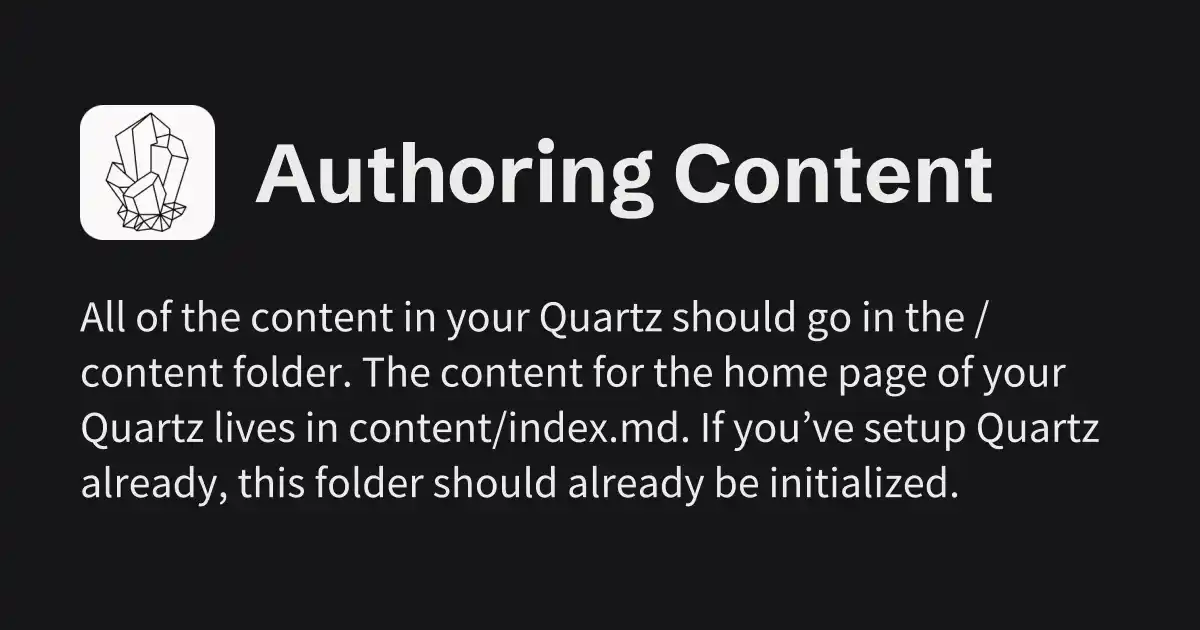 Authoring Content
All of the content in your Quartz should go in the /
content folder. The content for the home page of your
Quartz lives in content/index.md. If you’ve setup Quartz
already, this folder should already be initialized.